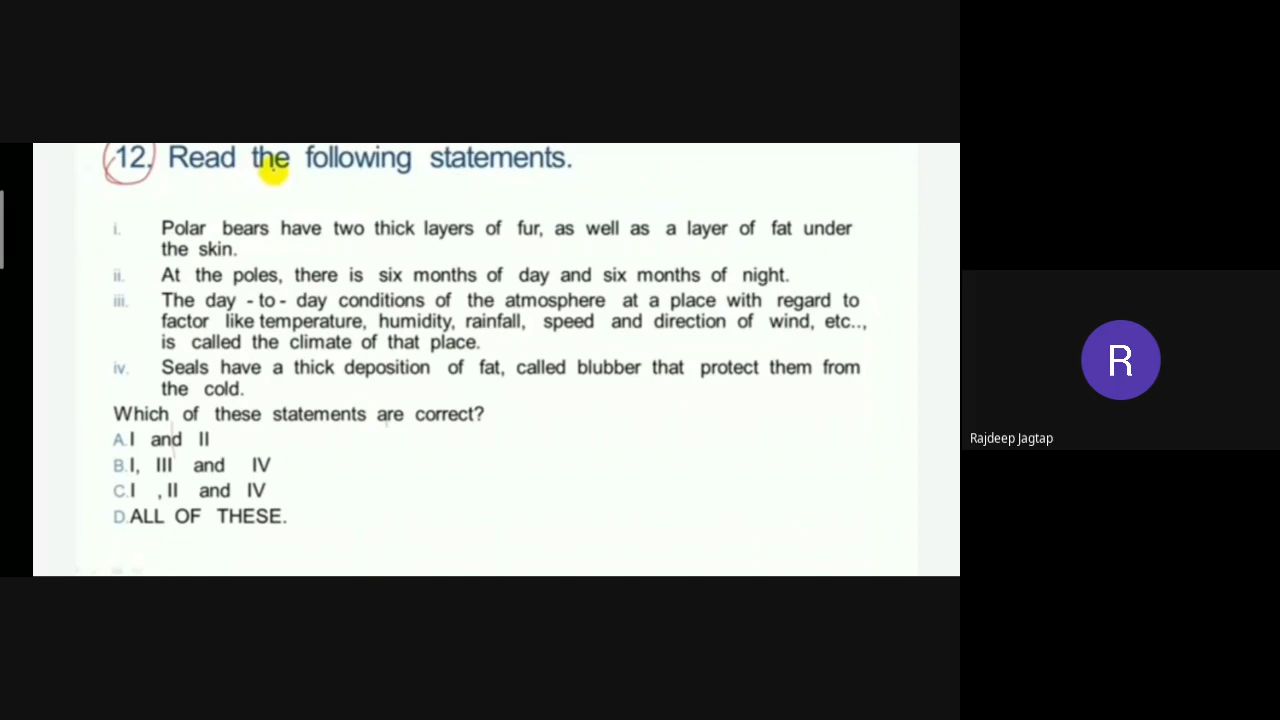 12. Read the following statements.
i. Polar bears have two thick layers of fur, as well as a layer of fat under
the skin.
ii. At the poles, there is six months of day and six months of night.
iii. The day - to - day conditions of the atmosphere at a place with regard to
factor like temperature, humidity, rainfall, speed and direction of wind, etc..,
is called the climate of that place.
iv. Seals have a thick deposition of fat, called blubber that protect them from
the cold.
Which of these statements are correct?
A.I and II
B.I, III and IV
C.I , II and IV
D.ALL OF THESE.
R
Rajdeep Jagtap